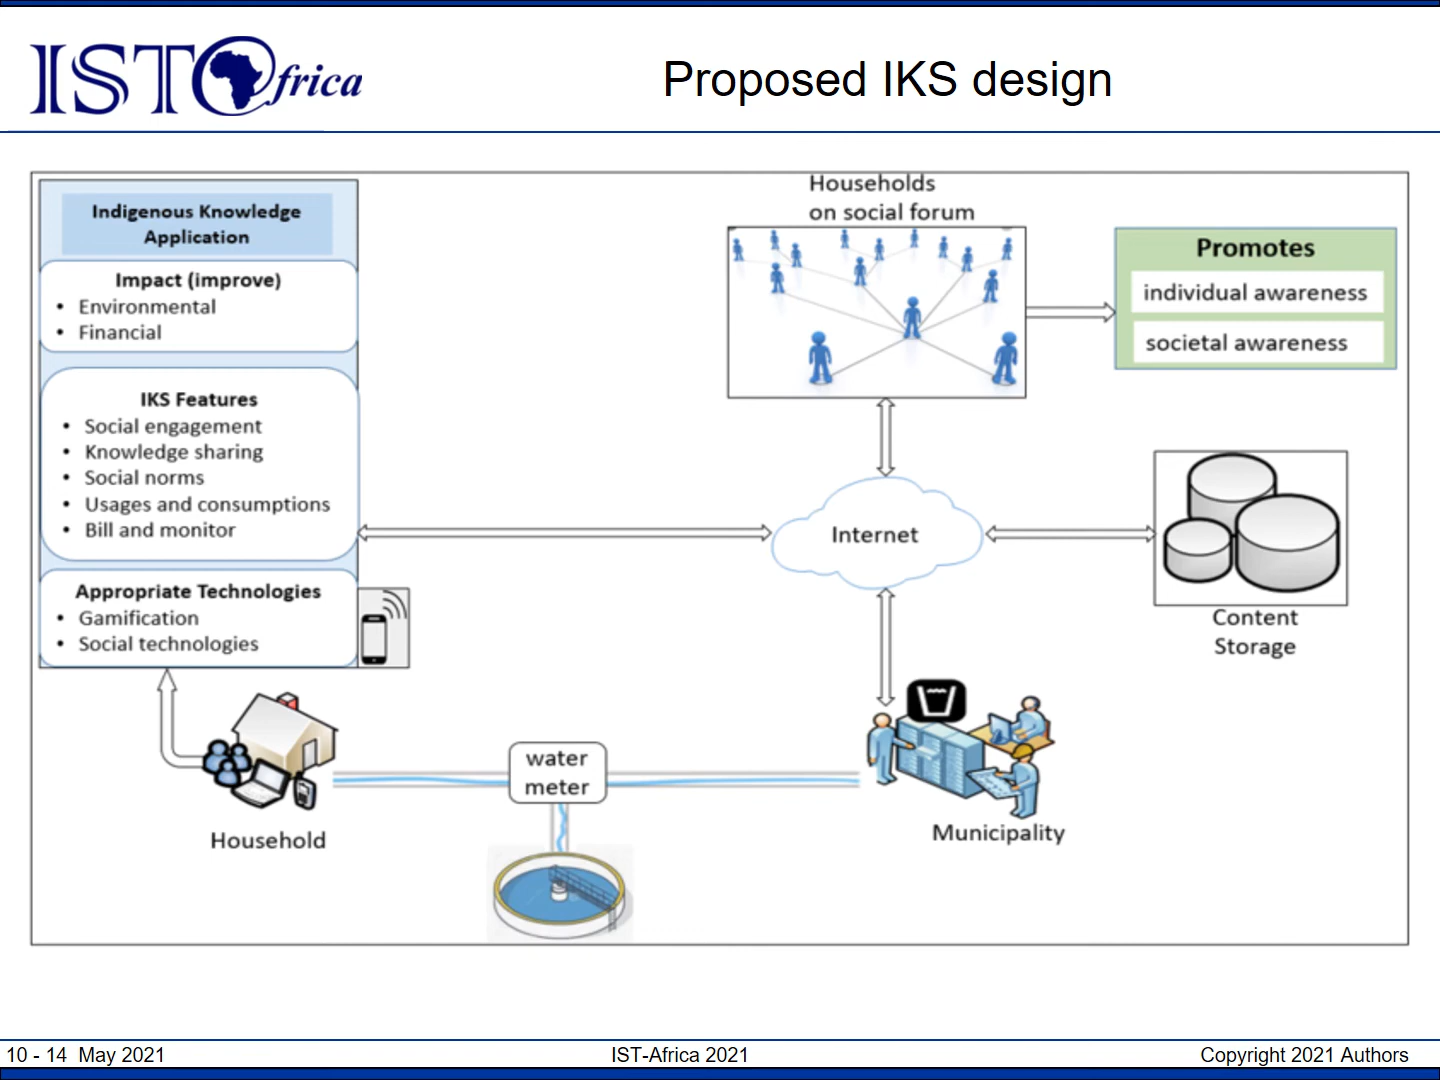 IST Africa
Proposed IKS design
Indigenous Knowledge
Application
Impact (improve)
• Environmental
• Financial
IKS Features
• Social engagement
• Knowledge sharing
• Social norms
• Usages and consumptions
• Bill and monitor
Appropriate Technologies
• Gamification
• Social technologies
Household
water
meter
Households
on social forum
Promotes
individual awareness
societal awareness
Internet
Content
Storage
Municipality
10 - 14 May 2021
IST-Africa 2021
Copyright 2021 Authors